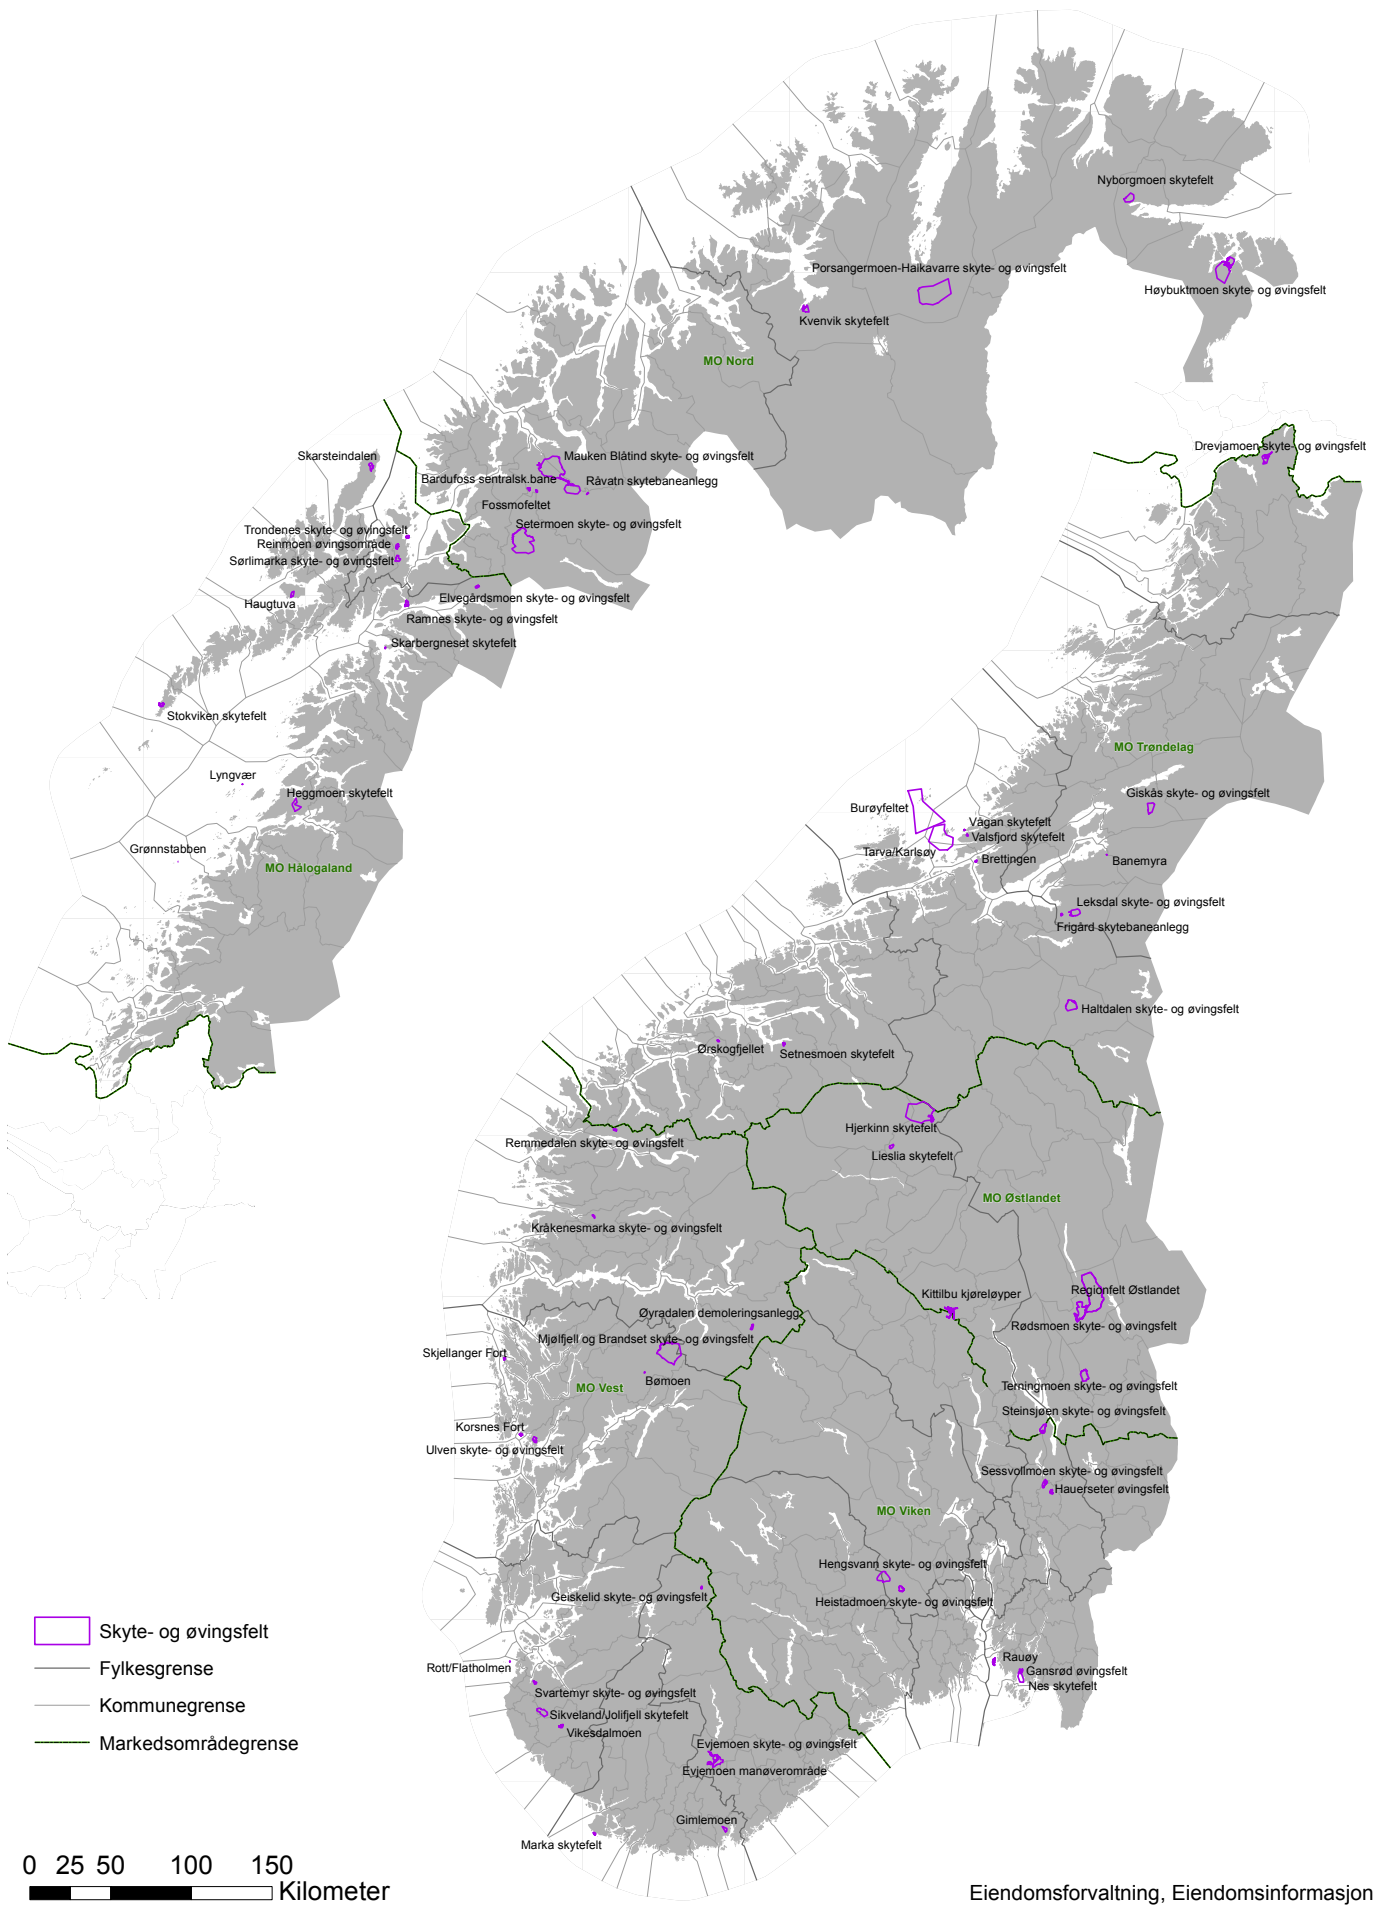 Nyborgmoen skytefelt
Porsangermoen-Halkavarre skyte- og øvingsfelt
Høybuktmoen skyte- og øvingsfelt
Kvenvik skytefelt
MO Nord
Drevjamoen skyte- og øvingsfelt
Skarsteindalen
Mauken Blåtind skyte- og øvingsfelt
Bardufoss sentralsk.bane
Råvatn skytebaneanlegg
Fossmofeltet
Setermoen skyte- og øvingsfelt
Trondenes skyte- og øvingsfelt
Reinmoen øvingsområde
Sørlimarka skyte- og øvingsfelt
Elvegårdsmoen skyte- og øvingsfelt
Haugtuva
Ramnes skyte- og øvingsfelt
Skarbergneset skytefelt
Stokviken skytefelt
MO Trøndelag
Lyngvær
Heggmoen skytefelt
Giskås skyte- og øvingsfelt
Burøyfeltet
Vågan skytefelt
Valsfjord skytefelt
Grønnstabben
Tarva/Karlsøy
Brettingen
Banemyra
MO Hålogaland
Leksdal skyte- og øvingsfelt
Frigård skytebaneanlegg
Haltdalen skyte- og øvingsfelt
Ørskogfjellet
Setnesmoen skytefelt
Hjerkinn skytefelt
Remmedalen skyte- og øvingsfelt
Lieslia skytefelt
MO Østlandet
Kråkenesmarka skyte- og øvingsfelt
Regionfelt Østlandet
Kittilbu kjøreløyper
Øyradalen demoleringsanlegg
Rødsmoen skyte- og øvingsfelt
Mjølfjell og Brandset skyte- og øvingsfelt
Skjellanger Fort
Bømoen
MO Vest
Terningmoen skyte- og øvingsfelt
Steinsjøen skyte- og øvingsfelt
Korsnes Fort
Ulven skyte- og øvingsfelt
Sessvollmoen skyte- og øvingsfelt
Hauerseter øvingsfelt
MO Viken
Hengsvann skyte- og øvingsfelt
Geiskelid skyte- og øvingsfelt
Heistadmoen skyte- og øvingsfelt
Rauøy
Gansrød øvingsfelt
Nes skytefelt
Rott/Flatholmen
Svartemyr skyte- og øvingsfelt
Sikveland/Jolifjell skytefelt
Vikesdalmoen
Evjemoen skyte- og øvingsfelt
Evjemoen manøverområde
Gimlemoen
Marka skytefelt
Skyte- og øvingsfelt
Fylkesgrense
Kommunegrense
Markedsområdegrense
0 25 50 100 150
Kilometer
Eiendomsforvaltning, Eiendomsinformasjon